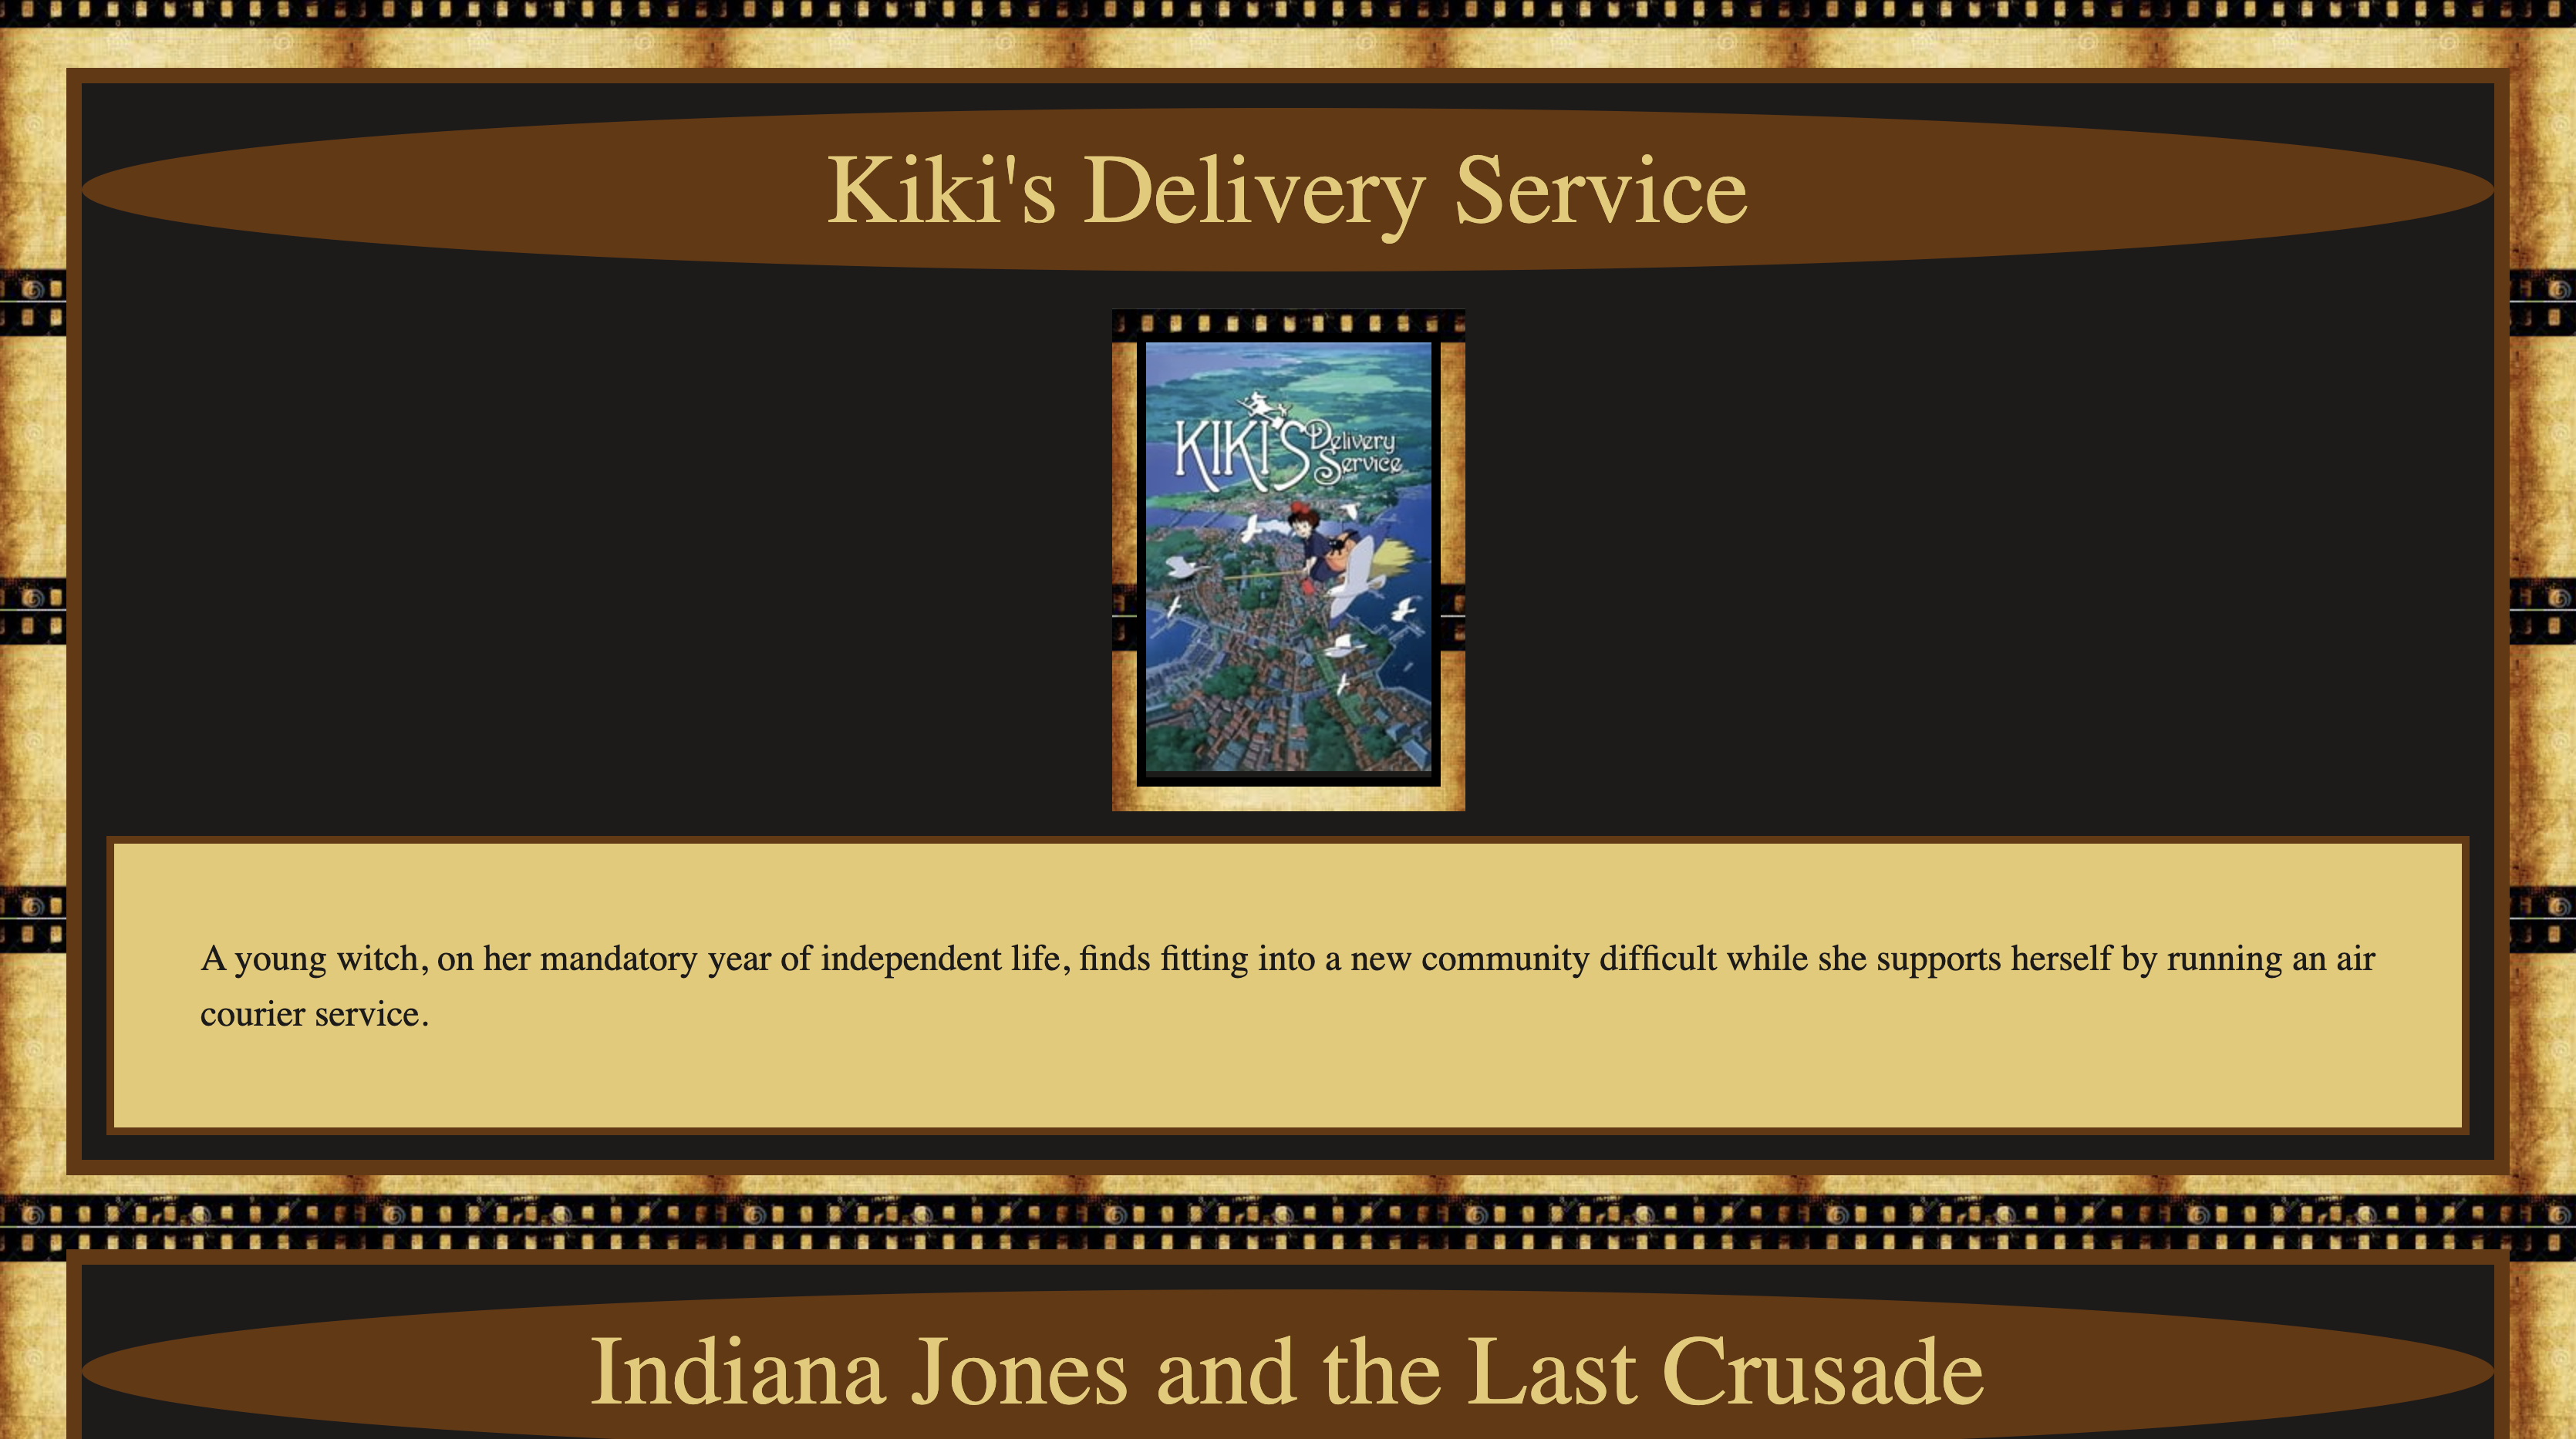 Kiki's Delivery Service
KIKI'S Delivery
Service
A young witch, on her mandatory year of independent life, finds fitting into a new community difficult while she supports herself by running an air
courier service.
Indiana Jones and the Last Crusade